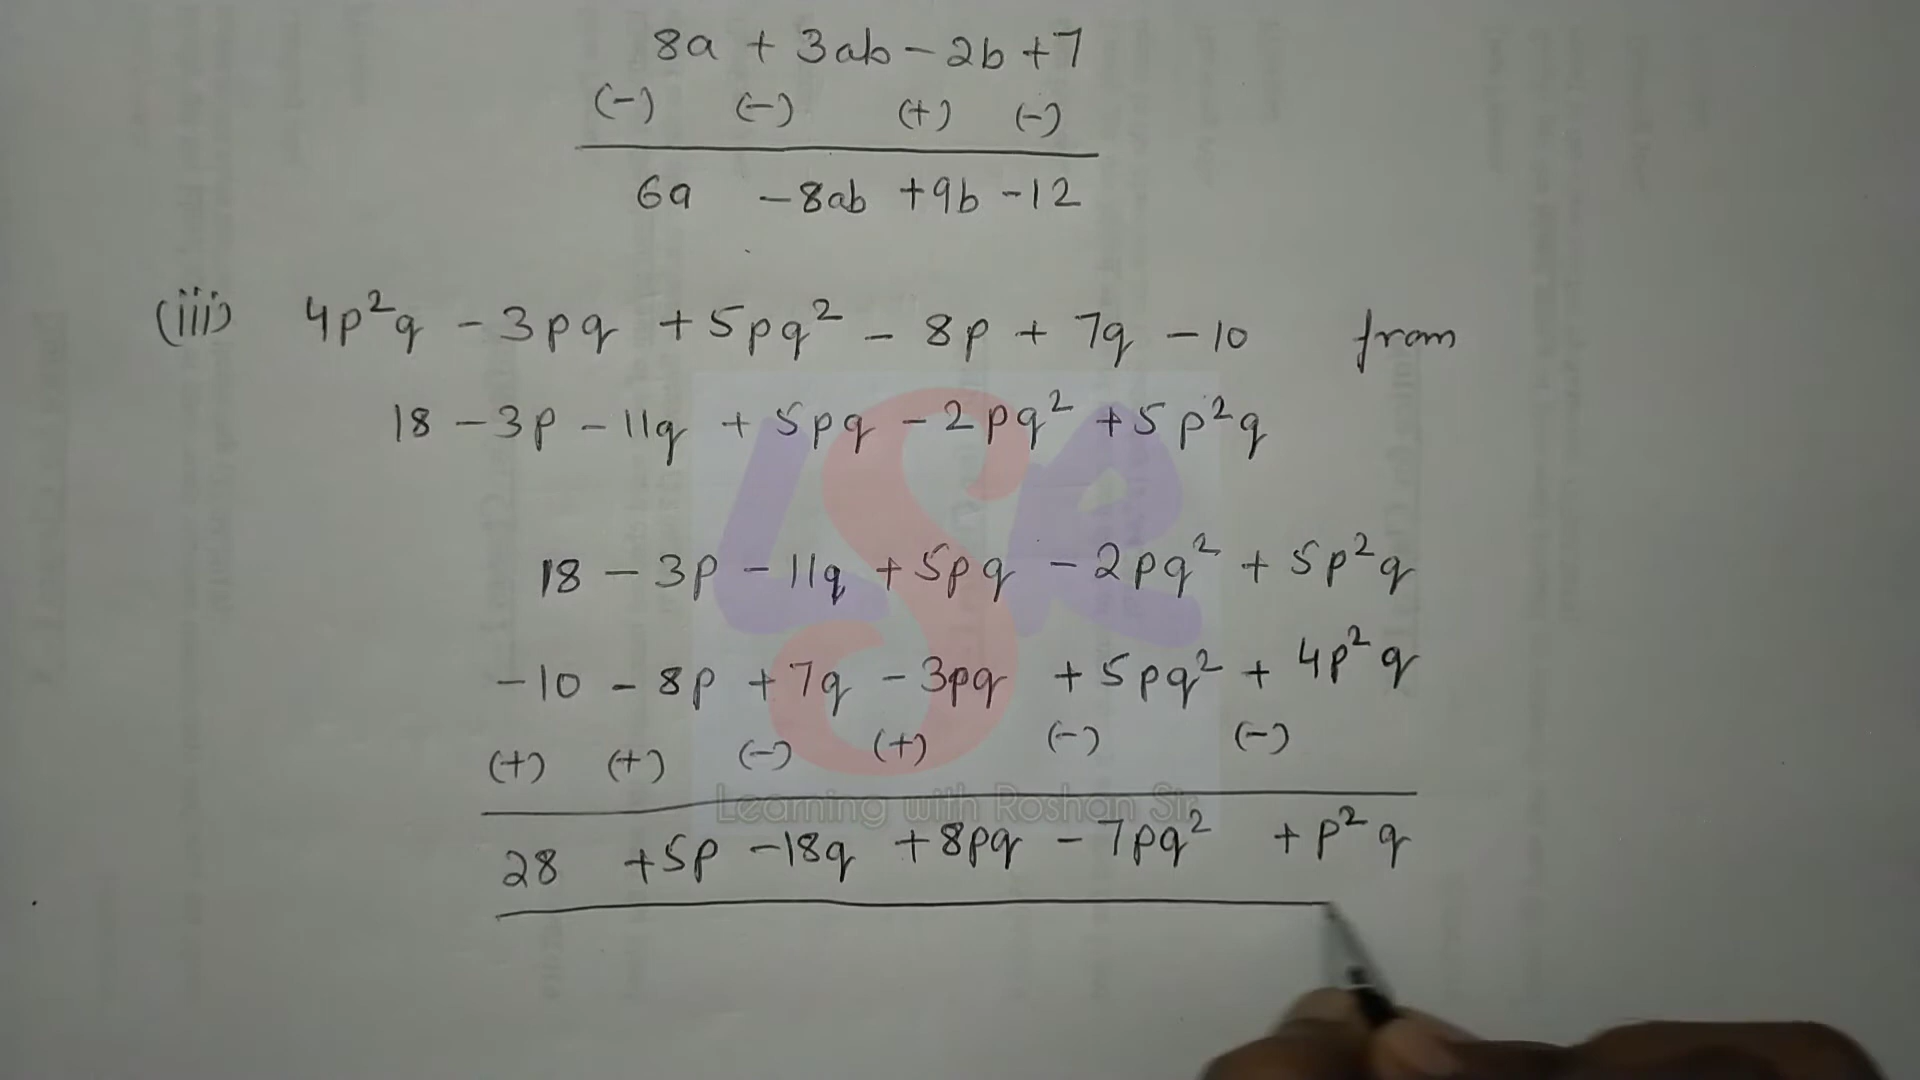 8a + 3ab - 2b + 7
(-) (-) (+) (-)
6a - 8ab + 9b - 12
(iii) 4p²q - 3pq + 5pq² - 8p + 7q - 10 from
18 - 3p - 11q + 5pq - 2pq² + 5p²q
18 - 3p - 11q + 5pq - 2pq² + 5p²q
-10 - 8p + 7q - 3pq + 5pq² + 4p²q
(+) (+) (-) (+) (-) (-)
LSR
Learning with Roshan Sir
28 + 5p - 18q + 8pq - 7pq² + p²q